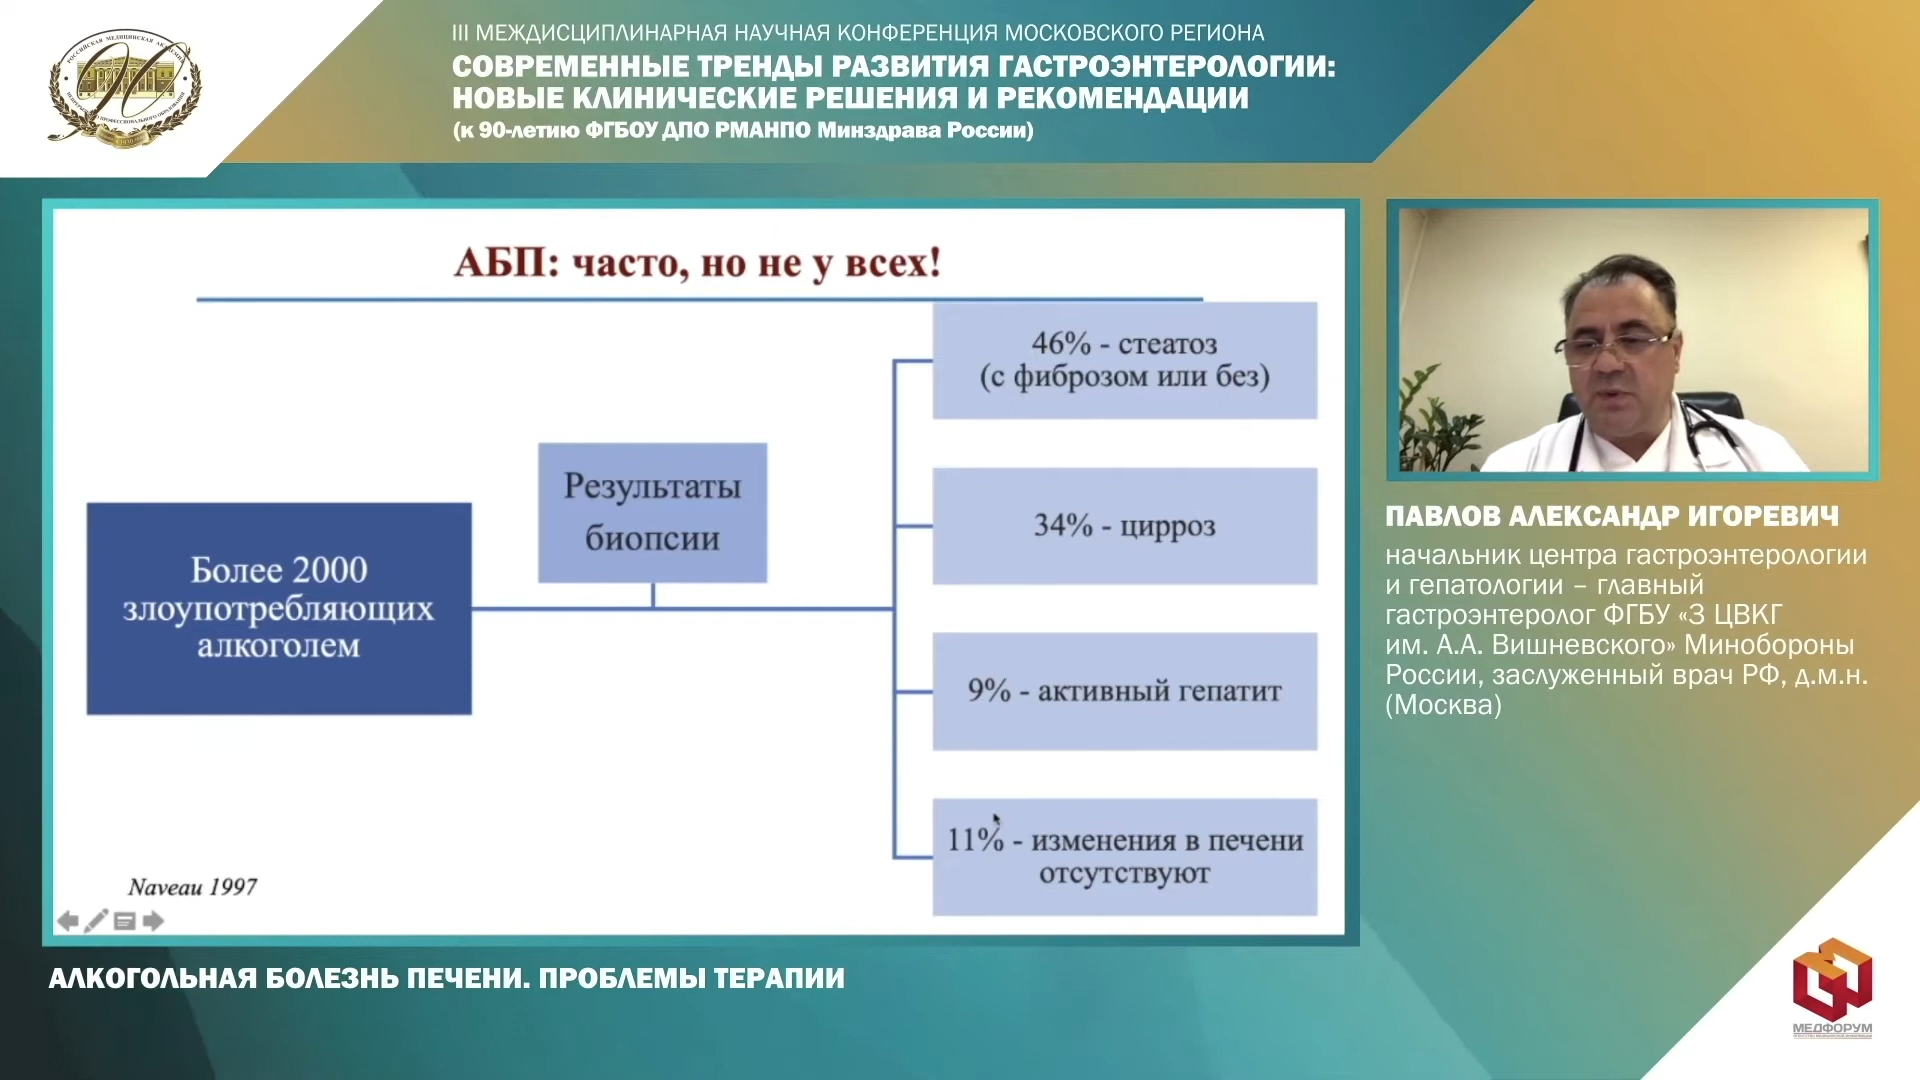 III МЕЖДИСЦИПЛИНАРНАЯ НАУЧНАЯ КОНФЕРЕНЦИЯ МОСКОВСКОГО РЕГИОНА
СОВРЕМЕННЫЕ ТРЕНДЫ РАЗВИТИЯ ГАСТРОЭНТЕРОЛОГИИ:
НОВЫЕ КЛИНИЧЕСКИЕ РЕШЕНИЯ И РЕКОМЕНДАЦИИ
(к 90-летию ФГБОУ ДПО РМАНПО Минздрава России)
АБП: часто, но не у всех!
Более 2000
злоупотребляющих
алкоголем
Результаты
биопсии
46% - стеатоз
(с фиброзом или без)
34% - цирроз
9% - активный гепатит
11% - изменения в печени
отсутствуют
Naveau 1997
ПАВЛОВ АЛЕКСАНДР ИГОРЕВИЧ
начальник центра гастроэнтерологии
и гепатологии – главный
гастроэнтеролог ФГБУ «3 ЦВКГ
им. А.А. Вишневского» Минобороны
России, заслуженный врач РФ, д.м.н.
(Москва)
АЛКОГОЛЬНАЯ БОЛЕЗНЬ ПЕЧЕНИ. ПРОБЛЕМЫ ТЕРАПИИ
МЕДФОРУМ